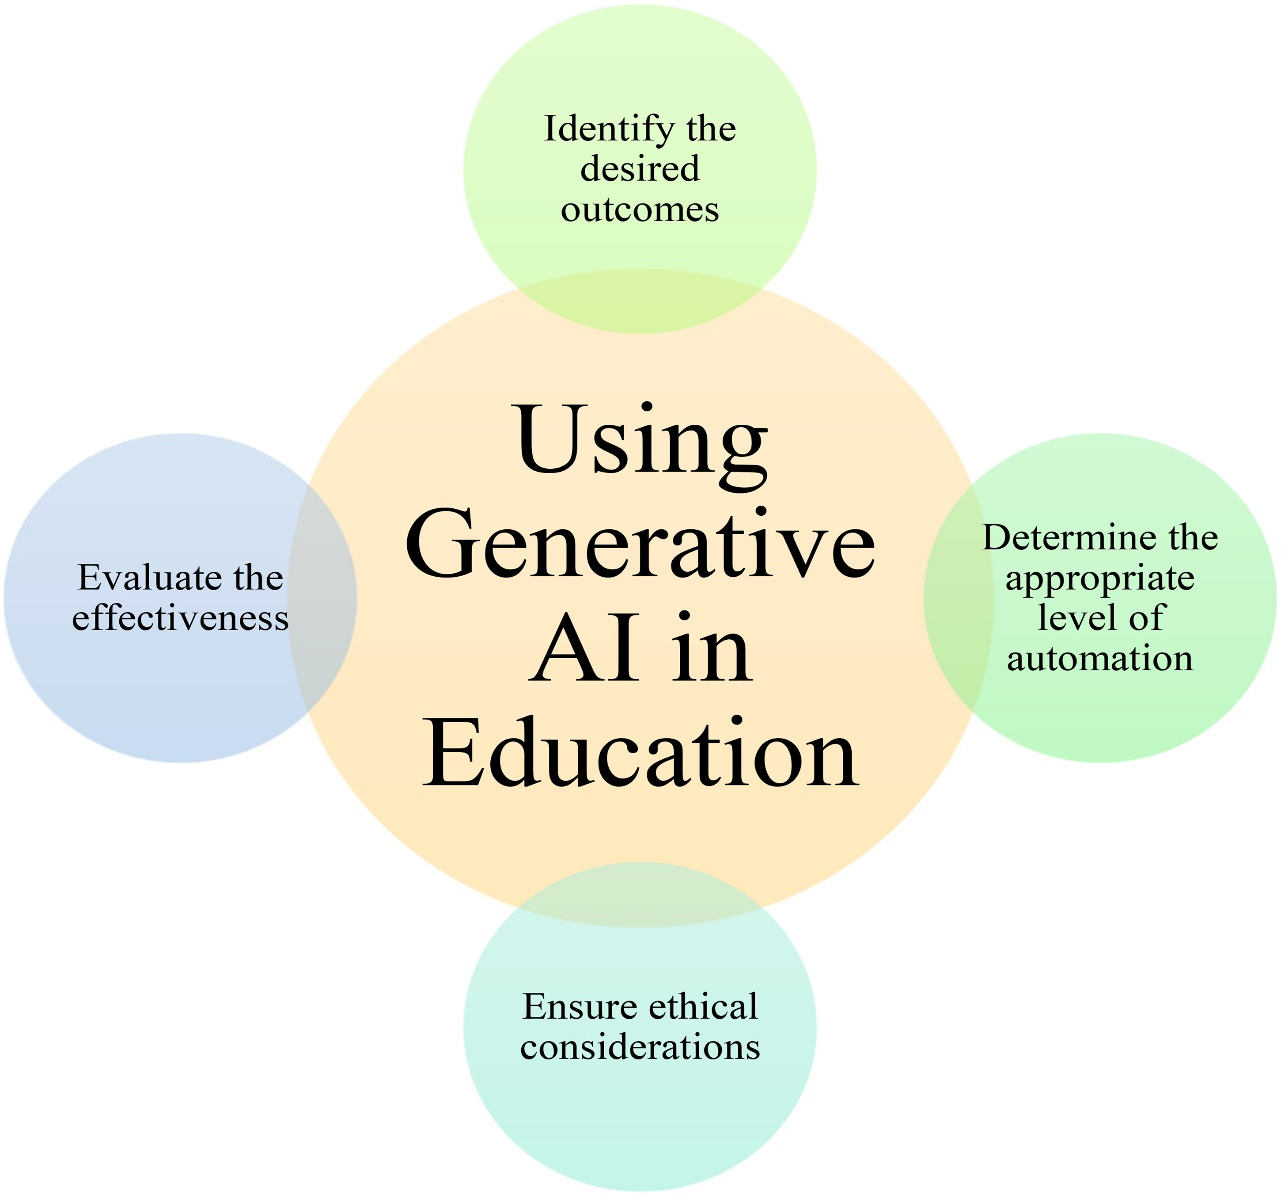 Identify the
desired
outcomes
Using
Generative
AI in
Education
Determine the
appropriate
level of
automation
Ensure ethical
considerations
Evaluate the
effectiveness